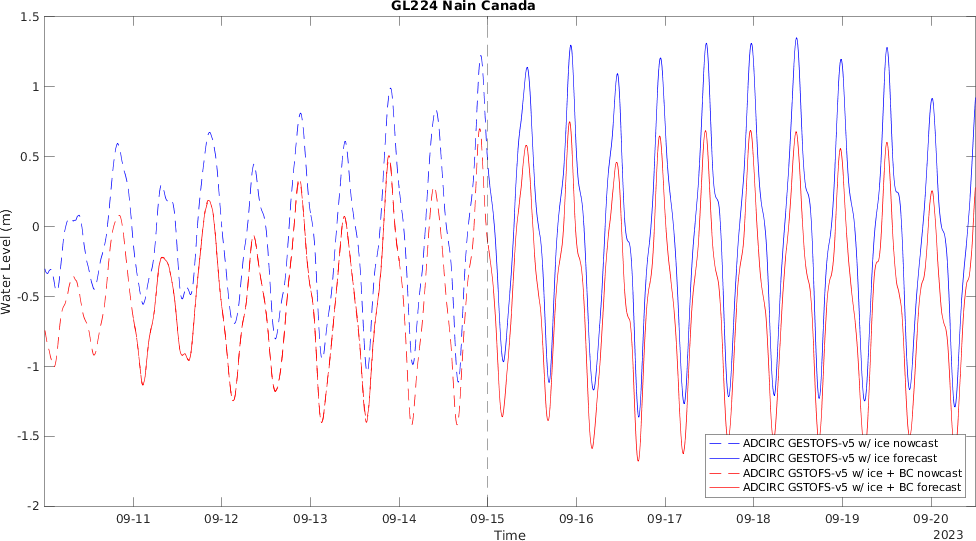 GL224 Nain Canada
1.5
1
0.5
0
-0.5
-1
-1.5
-2
Water Level (m)
ADCIRC GESTOFS-v5 w/ ice nowcast
ADCIRC GESTOFS-v5 w/ ice forecast
ADCIRC GSTOFS-v5 w/ ice + BC nowcast
ADCIRC GSTOFS-v5 w/ ice + BC forecast
09-11 09-12 09-13 09-14 09-15 09-16 09-17 09-18 09-19 09-20
Time
2023